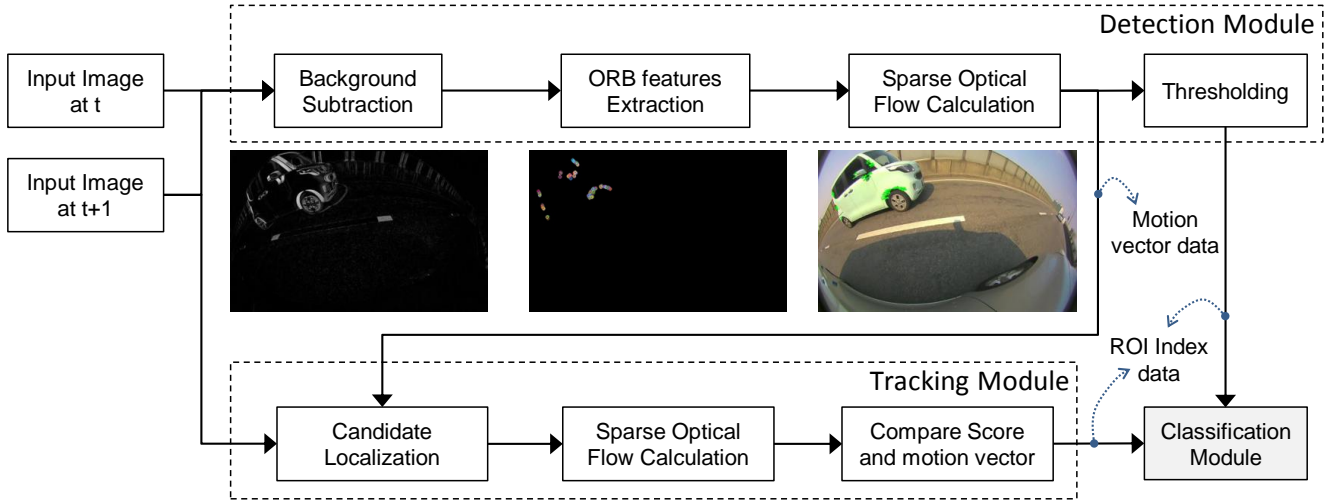 Detection Module
Input Image
at t
Background
Subtraction
ORB features
Extraction
Sparse Optical
Flow Calculation
Thresholding
Input Image
at t+1
Motion
vector data
ROI Index
data
Tracking Module
Candidate
Localization
Sparse Optical
Flow Calculation
Compare Score
and motion vector
Classification
Module